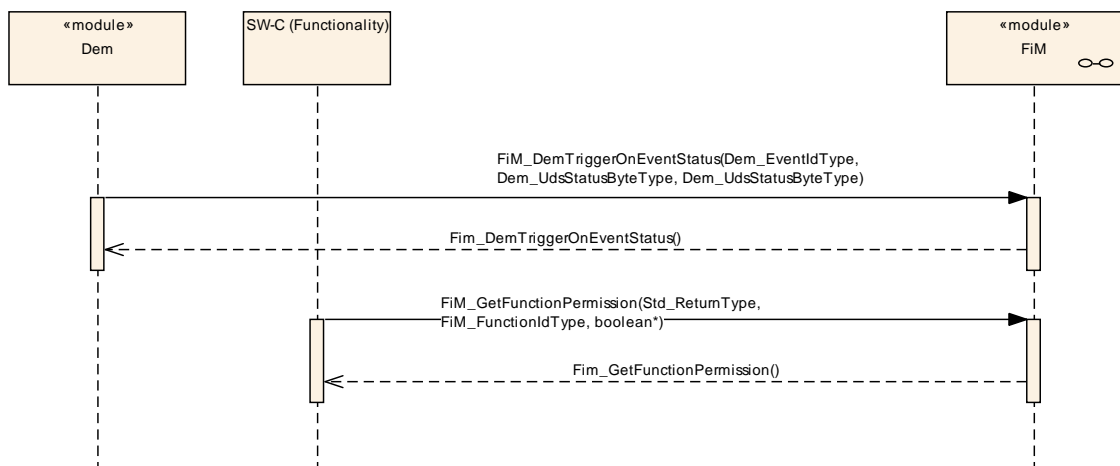 «module»
Dem
SW-C (Functionality)
«module»
FiM
FiM_DemTriggerOnEventStatus(Dem_EventIdType,
Dem_UdsStatusByteType, Dem_UdsStatusByteType)
Fim_DemTriggerOnEventStatus()
FiM_GetFunctionPermission(Std_ReturnType,
FiM_FunctionIdType, boolean*)
Fim_GetFunctionPermission()